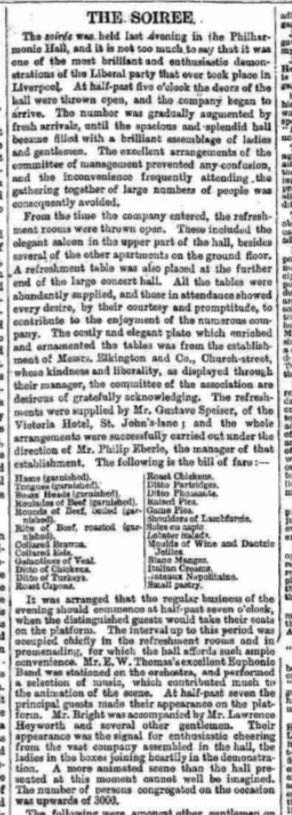 THE SOIREE.
The soirée was held last evening in the Philhar-
monic Hall, and it is not too much to say that it was
one of the most brilliant and enthusiastic demon-
strations of the Liberal party that ever took place in
Liverpool. At half-past five o'clock the doors of the
hall were thrown open, and the company began to
arrive. The number was gradually augmented by
fresh arrivals, until the spacious and splendid hall
became filled with a brilliant assemblage of ladies
and gentlemen. The excellent arrangements of the
committee of management prevented any confusion,
and the inconvenience frequently attending the
gathering together of large numbers of people was
consequently avoided.
From the time the company entered, the refresh-
ment rooms were thrown open. These included the
elegant saloon in the upper part of the hall, besides
several of the other apartments on the ground floor.
A refreshment table was also placed at the further
end of the large concert hall. All the tables were
abundantly supplied, and those in attendance showed
every desire, by their courtesy and promptitude, to
contribute to the enjoyment of the numerous com-
pany. The costly and elegant plate which enriched
and ornamented the tables was from the establish-
ment of Messrs. Elkington and Co., Church-street,
whose kindness and liberality, as displayed through
their manager, the committee of the association are
desirous of gratefully acknowledging. The refresh-
ments were supplied by Mr. Gustave Speiser, of the
Victoria Hotel, St. John's-lane; and the whole
arrangements were successfully carried out under the
direction of Mr. Philip Eberle, the manager of that
establishment. The following is the bill of fare:—
Hams (garnished).
Tongues (garnished).
Boars Heads (garnished).
Roulades of Beef (garnished).
Rounds of Beef, boiled (gar-
nished).
Ribs of Beef, roasted (gar-
nished).
Collared Brawns.
Collared Eels.
Galantines of Veal.
Ditto of Chickens.
Ditto of Turkeys.
Roast Capons.
Roast Chickens.
Ditto Partridges.
Ditto Pheasants.
Raised Pies.
Game Pies.
Shoulders of Lambfards.
Soles en aspic.
Lobster Salads.
Moulds of Wine and Dantzic
Jellies.
Blanc Manges.
Italian Creams.
Gateaux Napolitains.
Small pastry.
It was arranged that the regular business of the
evening should commence at half-past seven o'clock,
when the distinguished guests would take their seats
on the platform. The interval up to this period was
occupied chiefly in the refreshment rooms and in
promenading, for which the hall affords such ample
convenience. Mr. E. W. Thomas's excellent Euphonic
Band was stationed on the orchestra, and performed
a selection of music, which contributed much to
the animation of the scene. At half-past seven the
principal guests made their appearance on the plat-
form. Mr. Bright was accompanied by Mr. Lawrence
Heyworth and several other gentlemen. Their
appearance was the signal for enthusiastic cheering
from the vast company assembled in the hall, the
ladies in the boxes joining heartily in the demonstra-
tion. A more animated scene than the hall pre-
sented at this moment cannot well be imagined.
The number of persons congregated on the occasion
was upwards of 3000.
The following were amongst other gentlemen on